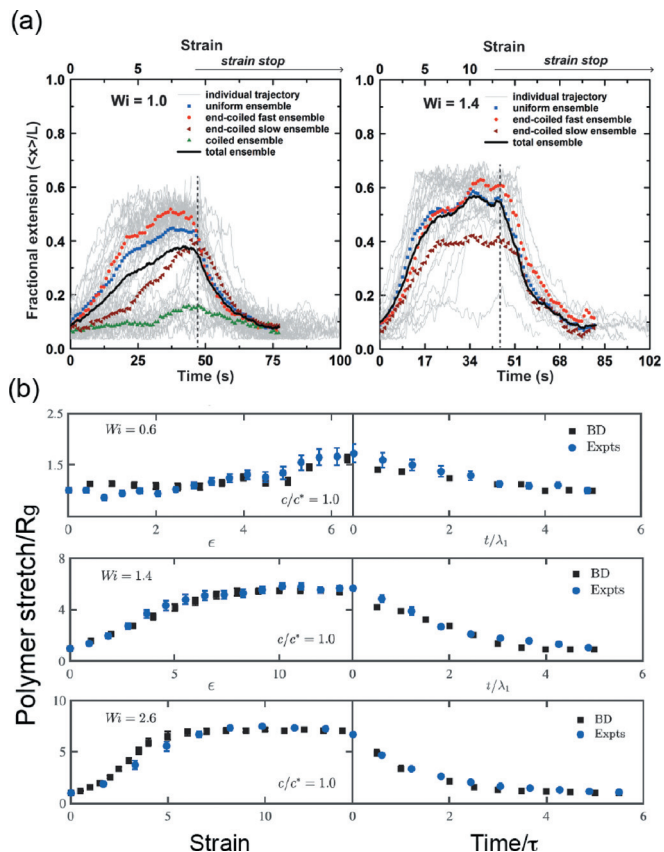 (a)
Strain
0 5 strain stop
Wi = 1.0
individual trajectory
uniform ensemble
end-coiled fast ensemble
end-coiled slow ensemble
coiled ensemble
total ensemble
Fractional extension (<x>/L)
1.0
0.8
0.6
0.4
0.2
0.0
0 25 50 75 100
Time (s)
Strain
0 5 10 strain stop
Wi = 1.4
individual trajectory
uniform ensemble
end-coiled fast ensemble
end-coiled slow ensemble
total ensemble
1.0
0.8
0.6
0.4
0.2
0.0
0 17 34 51 68 85 102
Time (s)
(b)
Polymer stretch/Rg
2.5
1.5
0
Wi = 0.6
c/c* = 1.0
BD
Expts
0 2 4 0 2 4 6
ϵ t/λ₁
8
4
0
Wi = 1.4
c/c* = 1.0
BD
Expts
0 5 10 0 2 4 6
ϵ t/λ₁
10
5
0
Wi = 2.6
c/c* = 1.0
BD
Expts
0 5 10 0 2 4 6
Strain Time/τ